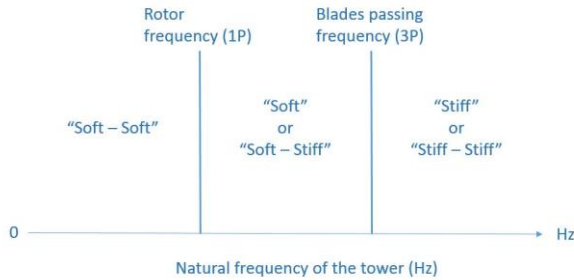 Rotor
frequency (1P)
Blades passing
frequency (3P)
“Soft – Soft”
“Soft”
or
“Soft – Stiff”
“Stiff”
or
“Stiff – Stiff”
0
Hz
Natural frequency of the tower (Hz)